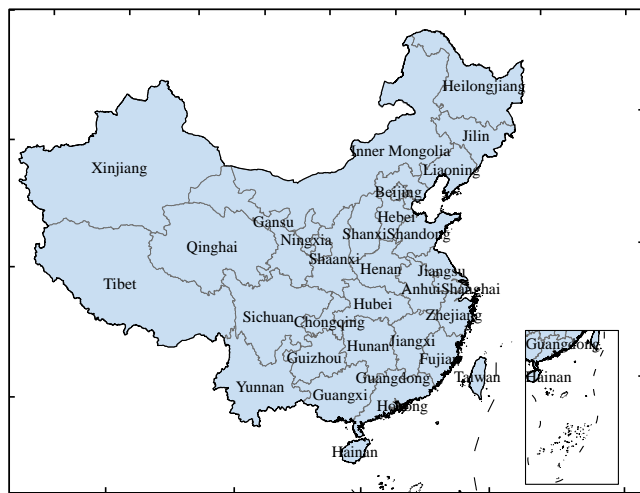 Heilongjiang
Jilin
Inner Mongolia
Liaoning
Xinjiang
Beijing
Hebei
Gansu
Ningxia
Shanxi
Shandong
Qinghai
Shaanxi
Henan
Jiangsu
Tibet
Anhui
Shanghai
Hubei
Sichuan
Chongqing
Zhejiang
Hunan
Jiangxi
Guizhou
Fujian
Guangdong
Taiwan
Yunnan
Guangxi
Hainan
Guangdong
Hainan